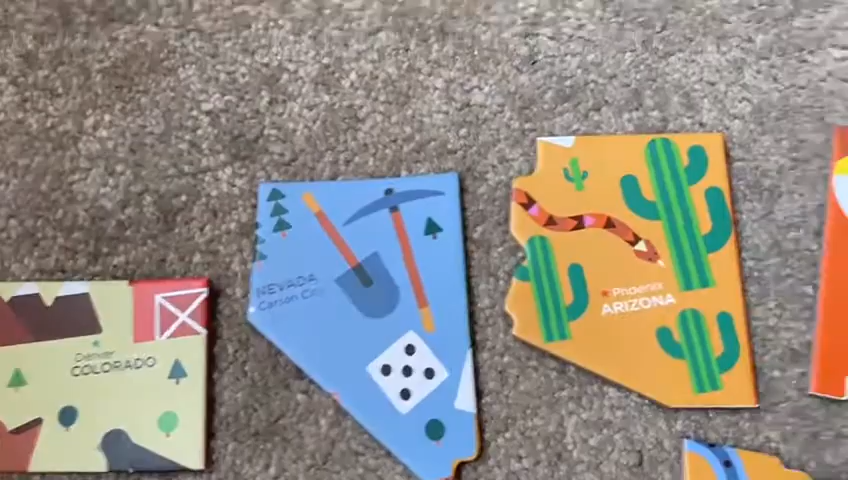 Denver
COLORADO
NEVADA
Carson City
Phoenix
ARIZONA